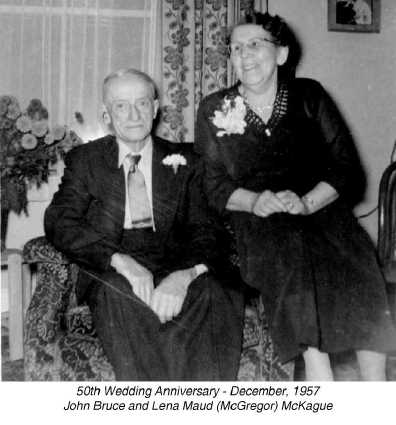 50th Wedding Anniversary - December, 1957
John Bruce and Lena Maud (McGregor) McKague